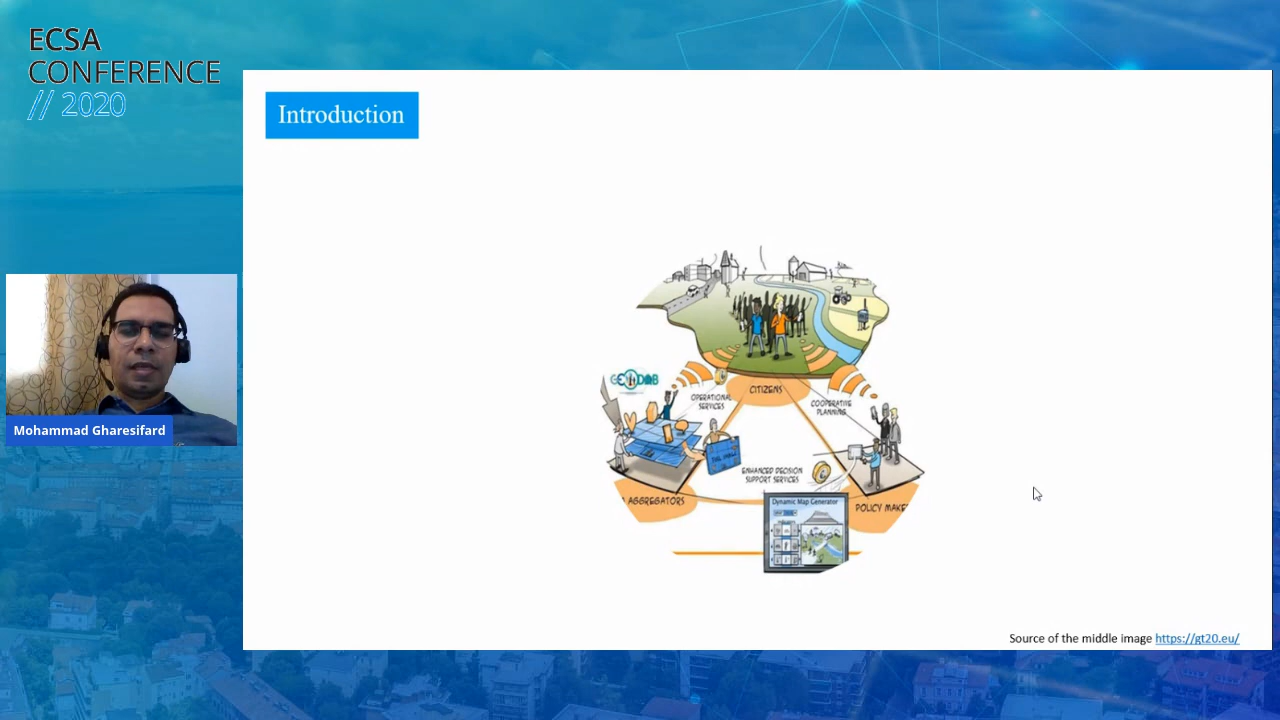 ECSA
CONFERENCE
// 2020
Introduction
CITIZENS
OPERATIONAL
SERVICES
COOPERATIVE
PLANNING
Mohammad Gharesifard
ENHANCED DECISION
SUPPORT SERVICES
AGGREGATORS
Dynamic Map Generator
POLICY MAKE
Source of the middle image https://gt20.eu/